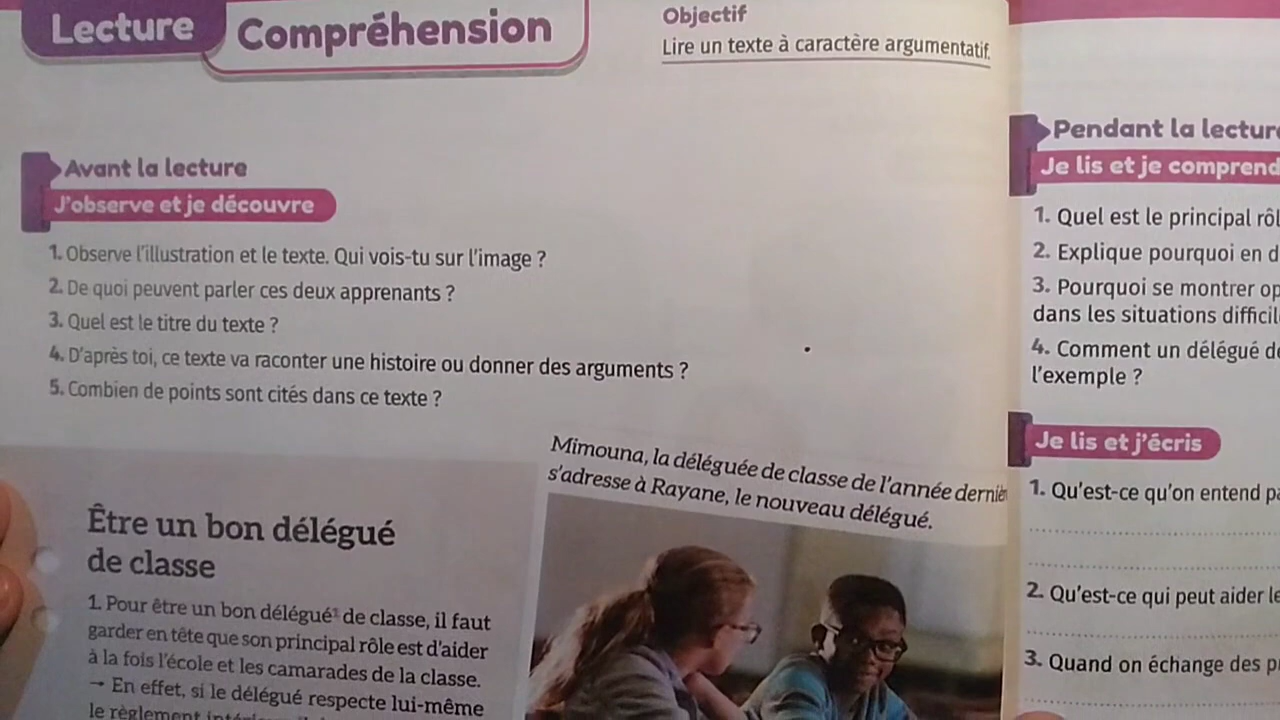 Lecture Compréhension
Objectif
Lire un texte à caractère argumentatif.
Avant la lecture
J'observe et je découvre
1. Observe l'illustration et le texte. Qui vois-tu sur l'image ?
2. De quoi peuvent parler ces deux apprenants ?
3. Quel est le titre du texte ?
4. D'après toi, ce texte va raconter une histoire ou donner des arguments ?
5. Combien de points sont cités dans ce texte ?
Être un bon délégué
de classe
1. Pour être un bon délégué¹ de classe, il faut
garder en tête que son principal rôle est d'aider
à la fois l'école et les camarades de la classe.
→ En effet, si le délégué respecte lui-même
le règlement
Mimouna, la déléguée de classe de l'année
s'adresse à Rayane, le nouveau délégué.
Pendant la
Je lis et je
1. Quel est le principal
2. Explique pourquoi en
3. Pourquoi se montrer
dans les situations
4. Comment un délégué
l'exemple ?
Je lis et j'écris
1. Qu'est-ce qu'on entend
2. Qu'est-ce qui peut aider
3. Quand on échange des